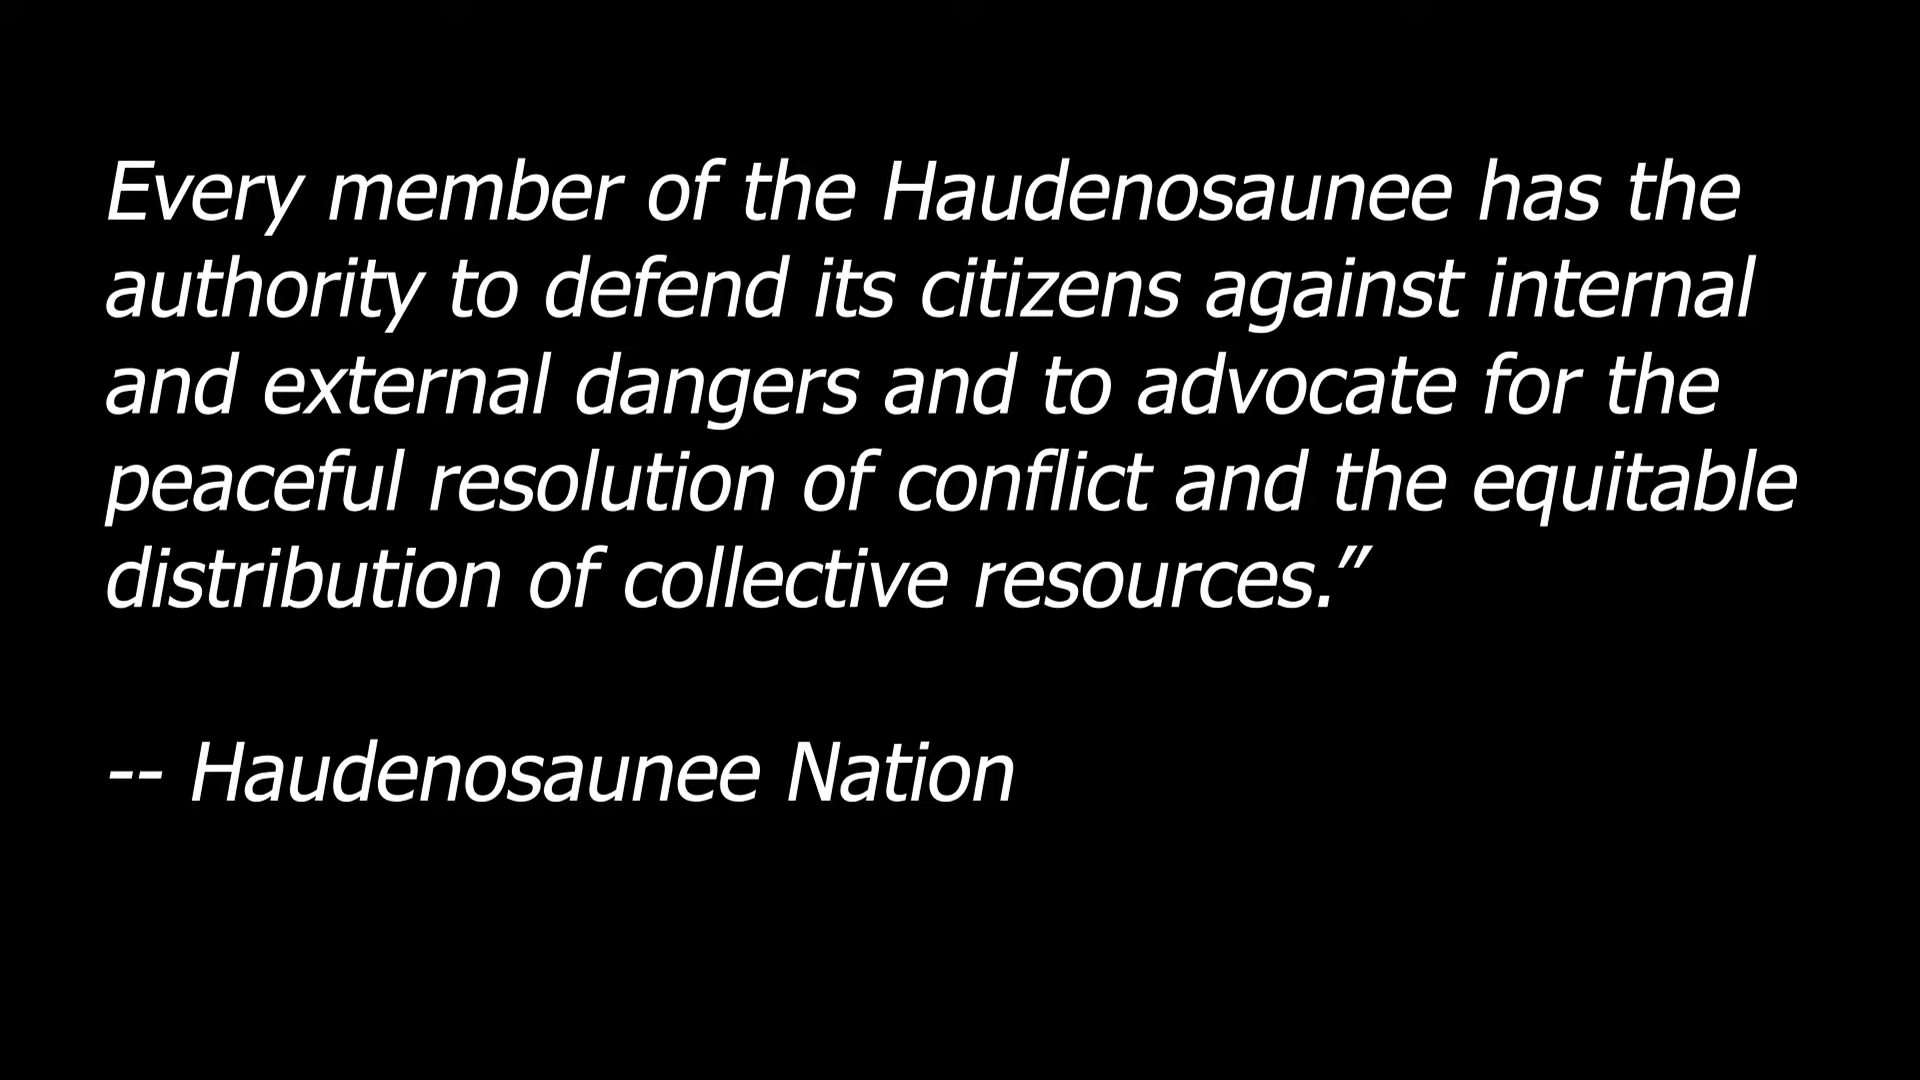 Every member of the Haudenosaunee has the
authority to defend its citizens against internal
and external dangers and to advocate for the
peaceful resolution of conflict and the equitable
distribution of collective resources.”
-- Haudenosaunee Nation